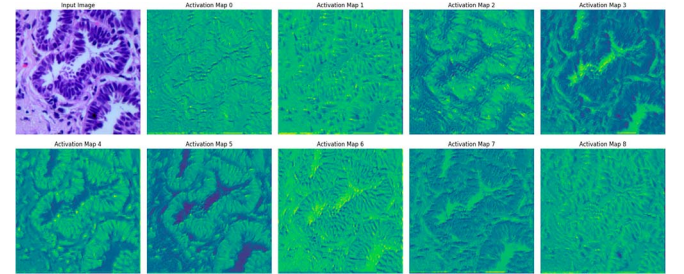 Input Image
Activation Map 0
Activation Map 1
Activation Map 2
Activation Map 3
Activation Map 4
Activation Map 5
Activation Map 6
Activation Map 7
Activation Map 8